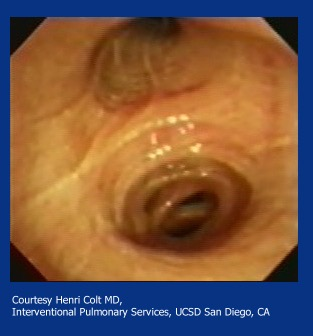 Courtesy Henri Colt MD,
Interventional Pulmonary Services, UCSD San Diego, CA